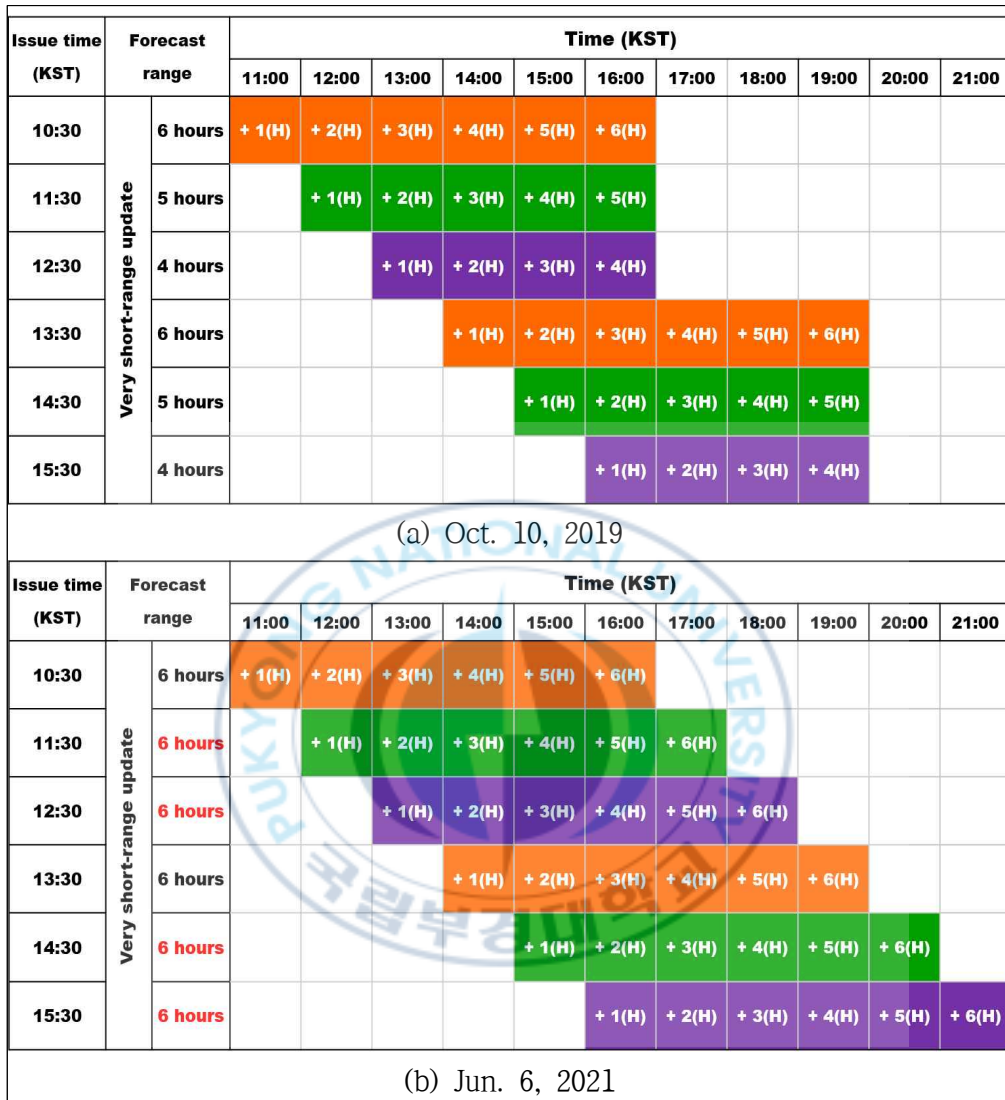 Issue time (KST) Forecast range Time (KST)
11:00 12:00 13:00 14:00 15:00 16:00 17:00 18:00 19:00 20:00 21:00
Very short-range update
10:30 6 hours + 1(H) + 2(H) + 3(H) + 4(H) + 5(H) + 6(H)
11:30 5 hours + 1(H) + 2(H) + 3(H) + 4(H) + 5(H)
12:30 4 hours + 1(H) + 2(H) + 3(H) + 4(H)
13:30 6 hours + 1(H) + 2(H) + 3(H) + 4(H) + 5(H) + 6(H)
14:30 5 hours + 1(H) + 2(H) + 3(H) + 4(H) + 5(H)
15:30 4 hours + 1(H) + 2(H) + 3(H) + 4(H)
(a) Oct. 10, 2019
Issue time (KST) Forecast range Time (KST)
11:00 12:00 13:00 14:00 15:00 16:00 17:00 18:00 19:00 20:00 21:00
Very short-range update
10:30 6 hours + 1(H) + 2(H) + 3(H) + 4(H) + 5(H) + 6(H)
11:30 6 hours + 1(H) + 2(H) + 3(H) + 4(H) + 5(H) + 6(H)
12:30 6 hours + 1(H) + 2(H) + 3(H) + 4(H) + 5(H) + 6(H)
13:30 6 hours + 1(H) + 2(H) + 3(H) + 4(H) + 5(H) + 6(H)
14:30 6 hours + 1(H) + 2(H) + 3(H) + 4(H) + 5(H) + 6(H)
15:30 6 hours + 1(H) + 2(H) + 3(H) + 4(H) + 5(H) + 6(H)
(b) Jun. 6, 2021
PUKYONG NATIONAL UNIVERSITY
국립부경대학교